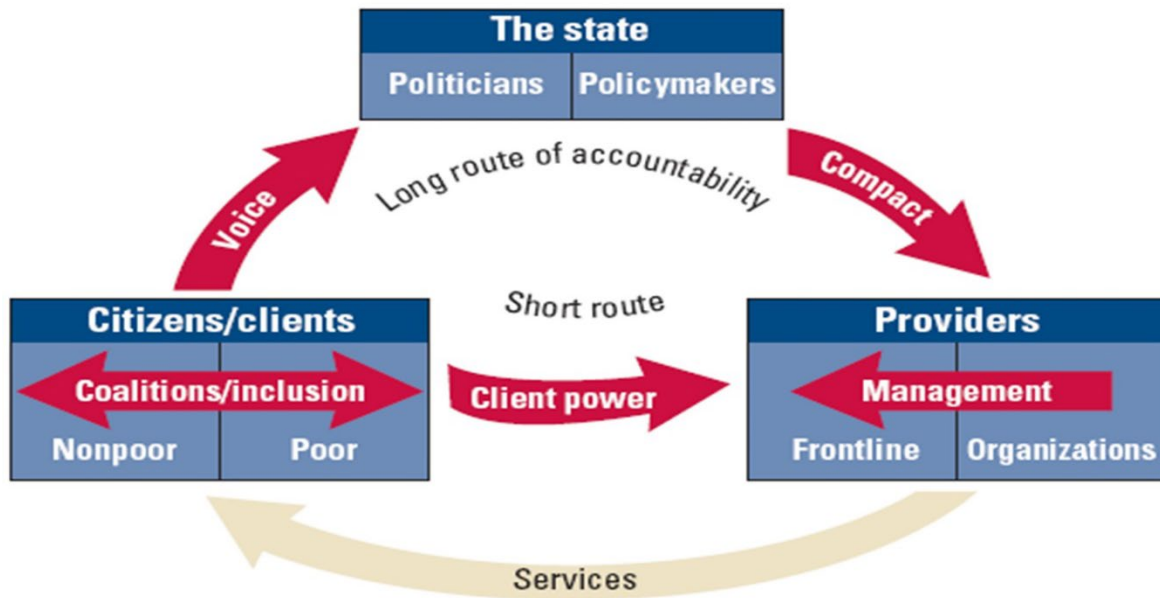 The state
Politicians Policymakers
Long route of accountability
Voice
Compact
Short route
Citizens/clients
Coalitions/inclusion
Nonpoor Poor
Client power
Providers
Management
Frontline Organizations
Services